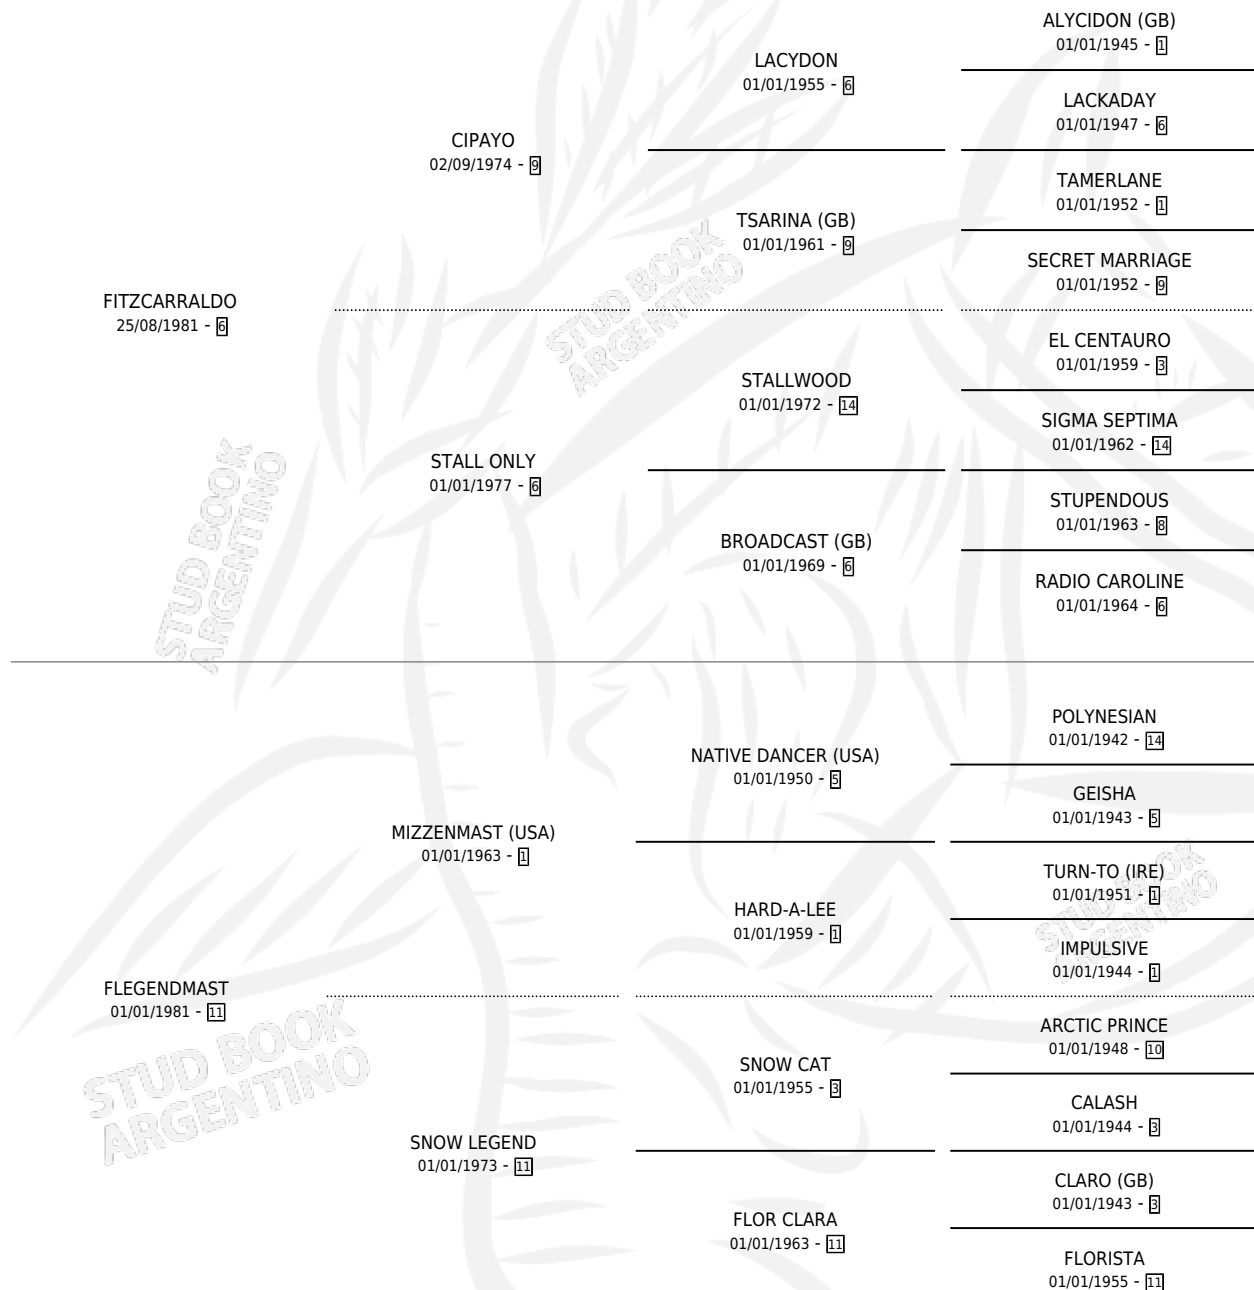 ALYCIDON (GB)
01/01/1945 - 1
LACYDON
01/01/1955 - 6
LACKADAY
01/01/1947 - 6
CIPAYO
02/09/1974 - 9
TAMERLANE
01/01/1952 - 1
TSARINA (GB)
01/01/1961 - 9
SECRET MARRIAGE
01/01/1952 - 9
FITZCARRALDO
25/08/1981 - 6
EL CENTAURO
01/01/1959 - 3
STALLWOOD
01/01/1972 - 14
SIGMA SEPTIMA
01/01/1962 - 14
STALL ONLY
01/01/1977 - 6
STUPENDOUS
01/01/1963 - 8
BROADCAST (GB)
01/01/1969 - 6
RADIO CAROLINE
01/01/1964 - 6
POLYNESIAN
01/01/1942 - 14
NATIVE DANCER (USA)
01/01/1950 - 5
GEISHA
01/01/1943 - 5
MIZZENMAST (USA)
01/01/1963 - 1
TURN-TO (IRE)
01/01/1951 - 1
HARD-A-LEE
01/01/1959 - 1
IMPULSIVE
01/01/1944 - 1
FLEGENDMAST
01/01/1981 - 11
ARCTIC PRINCE
01/01/1948 - 10
SNOW CAT
01/01/1955 - 3
CALASH
01/01/1944 - 3
SNOW LEGEND
01/01/1973 - 11
CLARO (GB)
01/01/1943 - 3
FLOR CLARA
01/01/1963 - 11
FLORISTA
01/01/1955 - 11
STUD BOOK
ARGENTINO
STUD BOOK
ARGENTINO
STUD BOOK
ARGENTINO
STUD BOOK
ARGENTINO